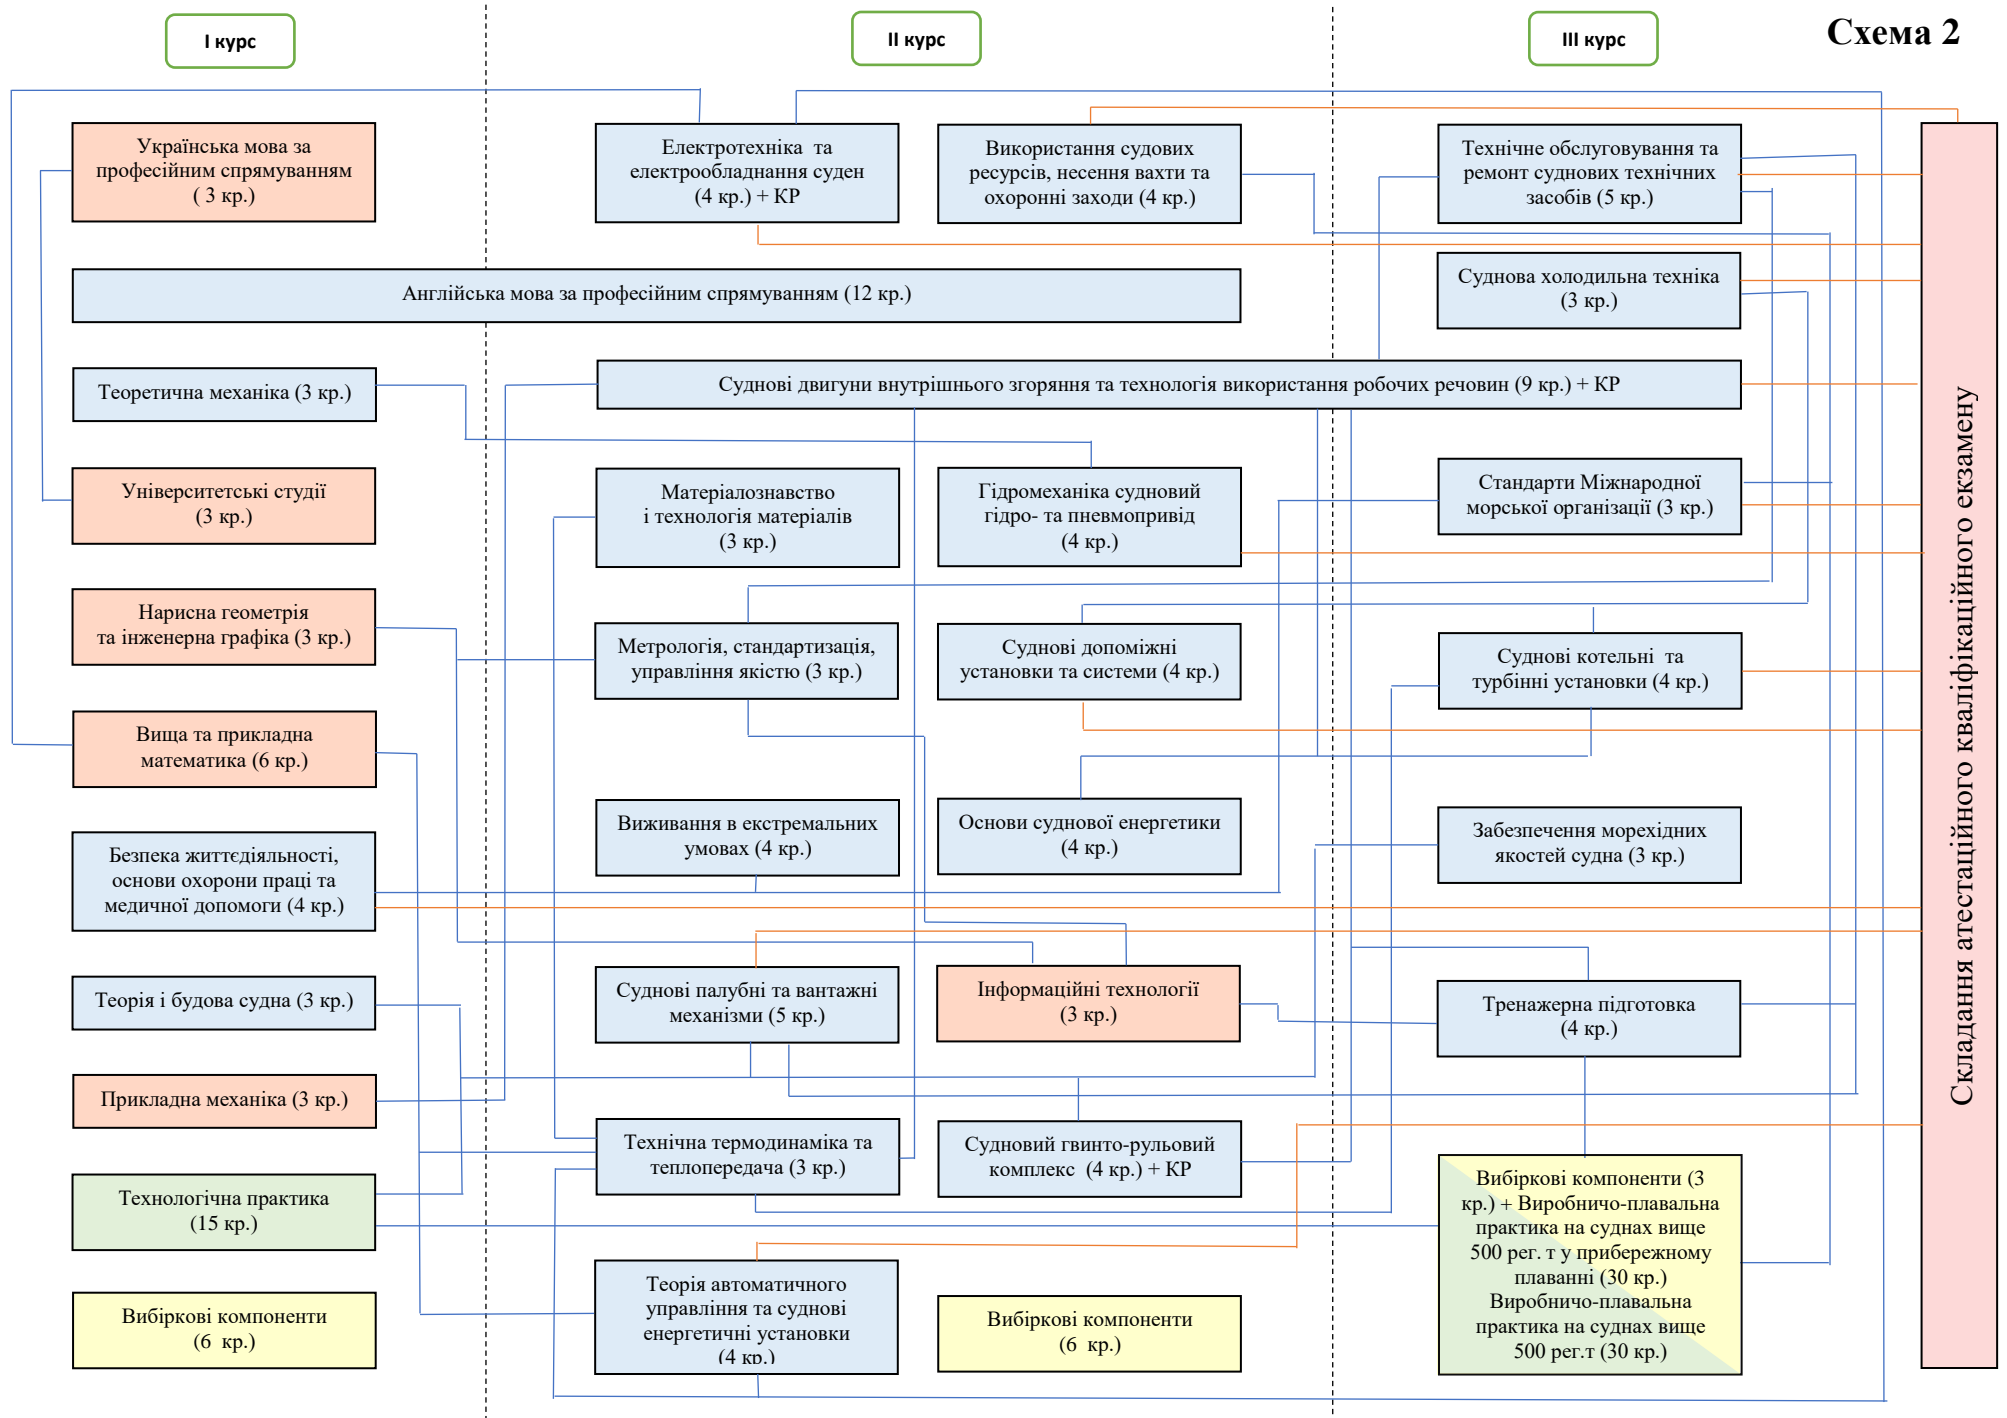 I курс
II курс
III курс
Схема 2
Українська мова за
професійним спрямуванням
( 3 кр.)
Електротехніка та
електрообладнання суден
(4 кр.) + КР
Використання судових
ресурсів, несення вахти та
охоронні заходи (4 кр.)
Технічне обслуговування та
ремонт суднових технічних
засобів (5 кр.)
Англійська мова за професійним спрямуванням (12 кр.)
Суднова холодильна техніка
(3 кр.)
Теоретична механіка (3 кр.)
Суднові двигуни внутрішнього згоряння та технологія використання робочих речовин (9 кр.) + КР
Університетські студії
(3 кр.)
Матеріалознавство
і технологія матеріалів
(3 кр.)
Гідромеханіка судновий
гідро- та пневмопривід
(4 кр.)
Стандарти Міжнародної
морської організації (3 кр.)
Нарисна геометрія
та інженерна графіка (3 кр.)
Метрологія, стандартизація,
управління якістю (3 кр.)
Суднові допоміжні
установки та системи (4 кр.)
Суднові котельні та
турбінні установки (4 кр.)
Вища та прикладна
математика (6 кр.)
Виживання в екстремальних
умовах (4 кр.)
Основи суднової енергетики
(4 кр.)
Забезпечення морехідних
якостей судна (3 кр.)
Безпека життєдіяльності,
основи охорони праці та
медичної допомоги (4 кр.)
Теорія і будова судна (3 кр.)
Суднові палубні та вантажні
механізми (5 кр.)
Інформаційні технології
(3 кр.)
Тренажерна підготовка
(4 кр.)
Прикладна механіка (3 кр.)
Технічна термодинаміка та
теплопередача (3 кр.)
Судновий гвинто-рульовий
комплекс (4 кр.) + КР
Технологічна практика
(15 кр.)
Вибіркові компоненти (3
кр.) + Виробничо-плавальна
практика на суднах вище
500 рег. т у прибережному
плаванні (30 кр.)
Виробничо-плавальна
практика на суднах вище
500 рег.т (30 кр.)
Вибіркові компоненти
(6 кр.)
Теорія автоматичного
управління та суднові
енергетичні установки
(4 кр.)
Вибіркові компоненти
(6 кр.)
Складання атестаційного кваліфікаційного екзамену